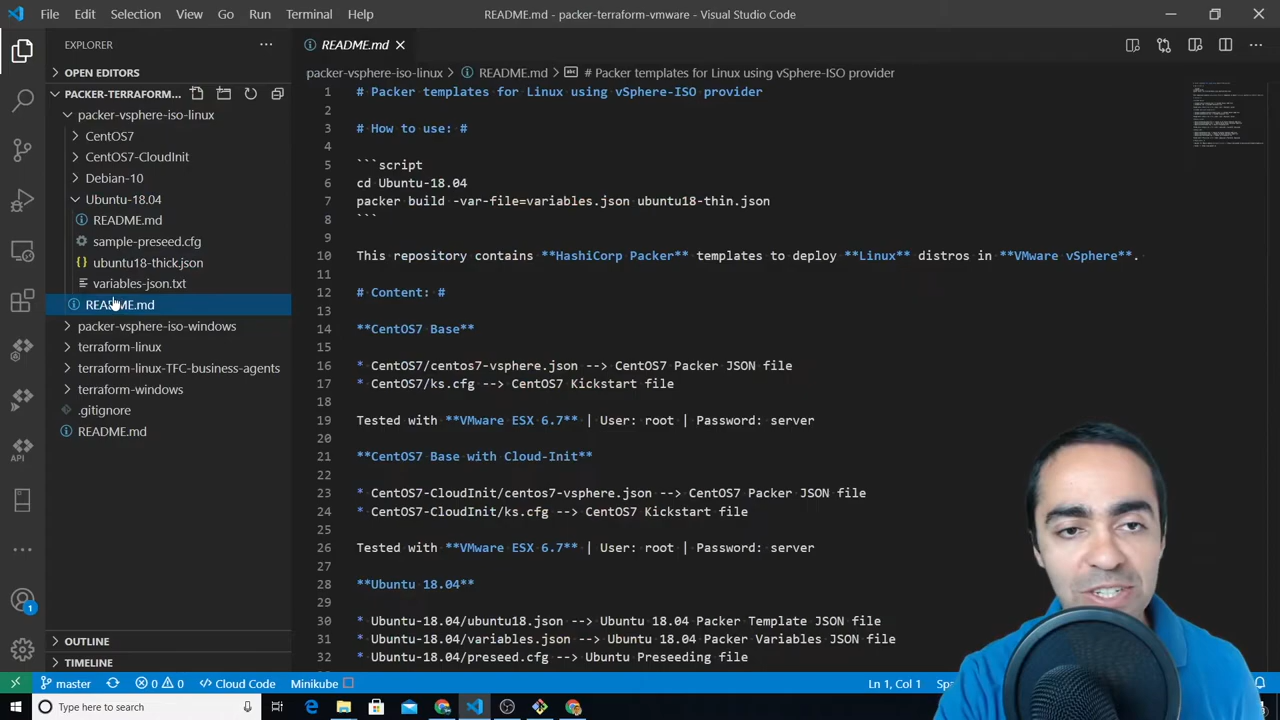 File Edit Selection View Go Run Terminal Help
README.md - packer-terraform-vmware - Visual Studio Code
EXPLORER
OPEN EDITORS
PACKER-TERRAFORM...
packer-vsphere-iso-linux
CentOS7
CentOS7-CloudInit
Debian-10
Ubuntu-18.04
README.md
sample-preseed.cfg
ubuntu18-thick.json
variables-json.txt
README.md
packer-vsphere-iso-windows
terraform-linux
terraform-linux-TFC-business-agents
terraform-windows
.gitignore
README.md
OUTLINE
TIMELINE
API
1
README.md
packer-vsphere-iso-linux > README.md > # Packer templates for Linux using vSphere-ISO provider
1 # Packer templates for Linux using vSphere-ISO provider
2
3 # How to use: #
4
5 ```script
6 cd Ubuntu-18.04
7 packer build -var-file=variables.json ubuntu18-thin.json
8 ```
9
10 This repository contains **HashiCorp Packer** templates to deploy **Linux** distros in **VMware vSphere**.
11
12 # Content: #
13
14 **CentOS7 Base**
15
16 * CentOS7/centos7-vsphere.json --> CentOS7 Packer JSON file
17 * CentOS7/ks.cfg --> CentOS7 Kickstart file
18
19 Tested with **VMware ESX 6.7** | User: root | Password: server
20
21 **CentOS7 Base with Cloud-Init**
22
23 * CentOS7-CloudInit/centos7-vsphere.json --> CentOS7 Packer JSON file
24 * CentOS7-CloudInit/ks.cfg --> CentOS7 Kickstart file
25
26 Tested with **VMware ESX 6.7** | User: root | Password: server
27
28 **Ubuntu 18.04**
29
30 * Ubuntu-18.04/ubuntu18.json --> Ubuntu 18.04 Packer Template JSON file
31 * Ubuntu-18.04/variables.json --> Ubuntu 18.04 Packer Variables JSON file
32 * Ubuntu-18.04/preseed.cfg --> Ubuntu Preseeding file
master 0 0 Cloud Code Minikube Ln 1, Col 1
Type here to search